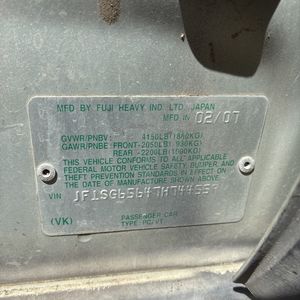 MFD BY FUJI HEAVY IND. LTD. JAPAN
MFD IN 02/07
GVWR/PNBV: 4150LB(1880KG)
GAWR/PNBE: FRONT-2050LB( 930KG)
REAR -2200LB(1000KG)
THIS VEHICLE CONFORMS TO ALL APPLICABLE
FEDERAL MOTOR VEHICLE SAFETY, BUMPER, AND
THEFT PREVENTION STANDARDS IN EFFECT ON THE
DATE OF MANUFACTURE SHOWN ABOVE.
VIN
(VK)
PASSENGER CAR
TYPE PC/VT